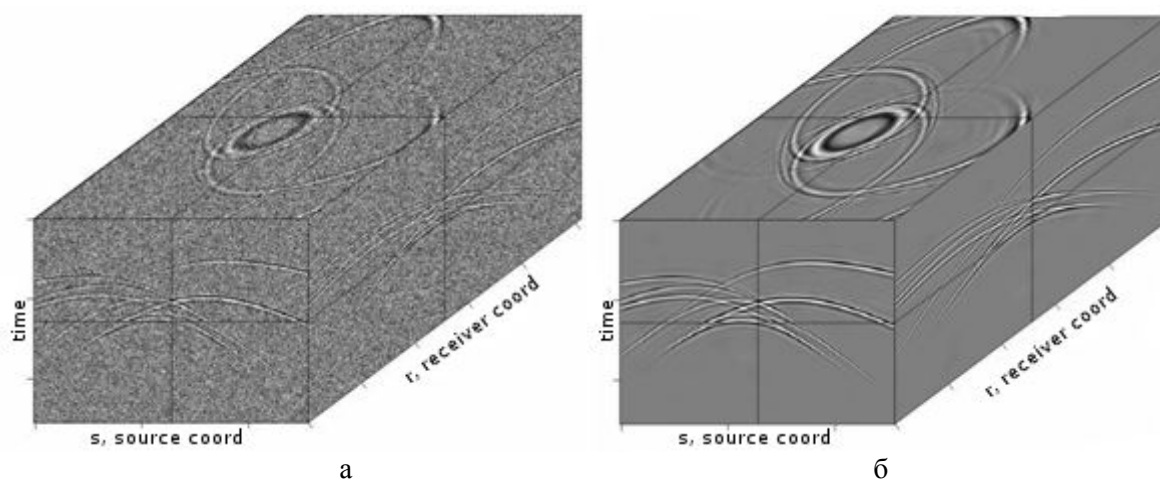 time
s, source coord
r, receiver coord
а
time
s, source coord
r, receiver coord
б